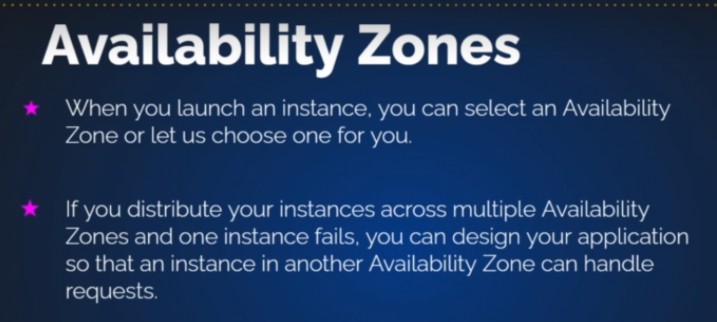 Availability Zones
When you launch an instance, you can select an Availability
Zone or let us choose one for you.
If you distribute your instances across multiple Availability
Zones and one instance fails, you can design your application
so that an instance in another Availability Zone can handle
requests.